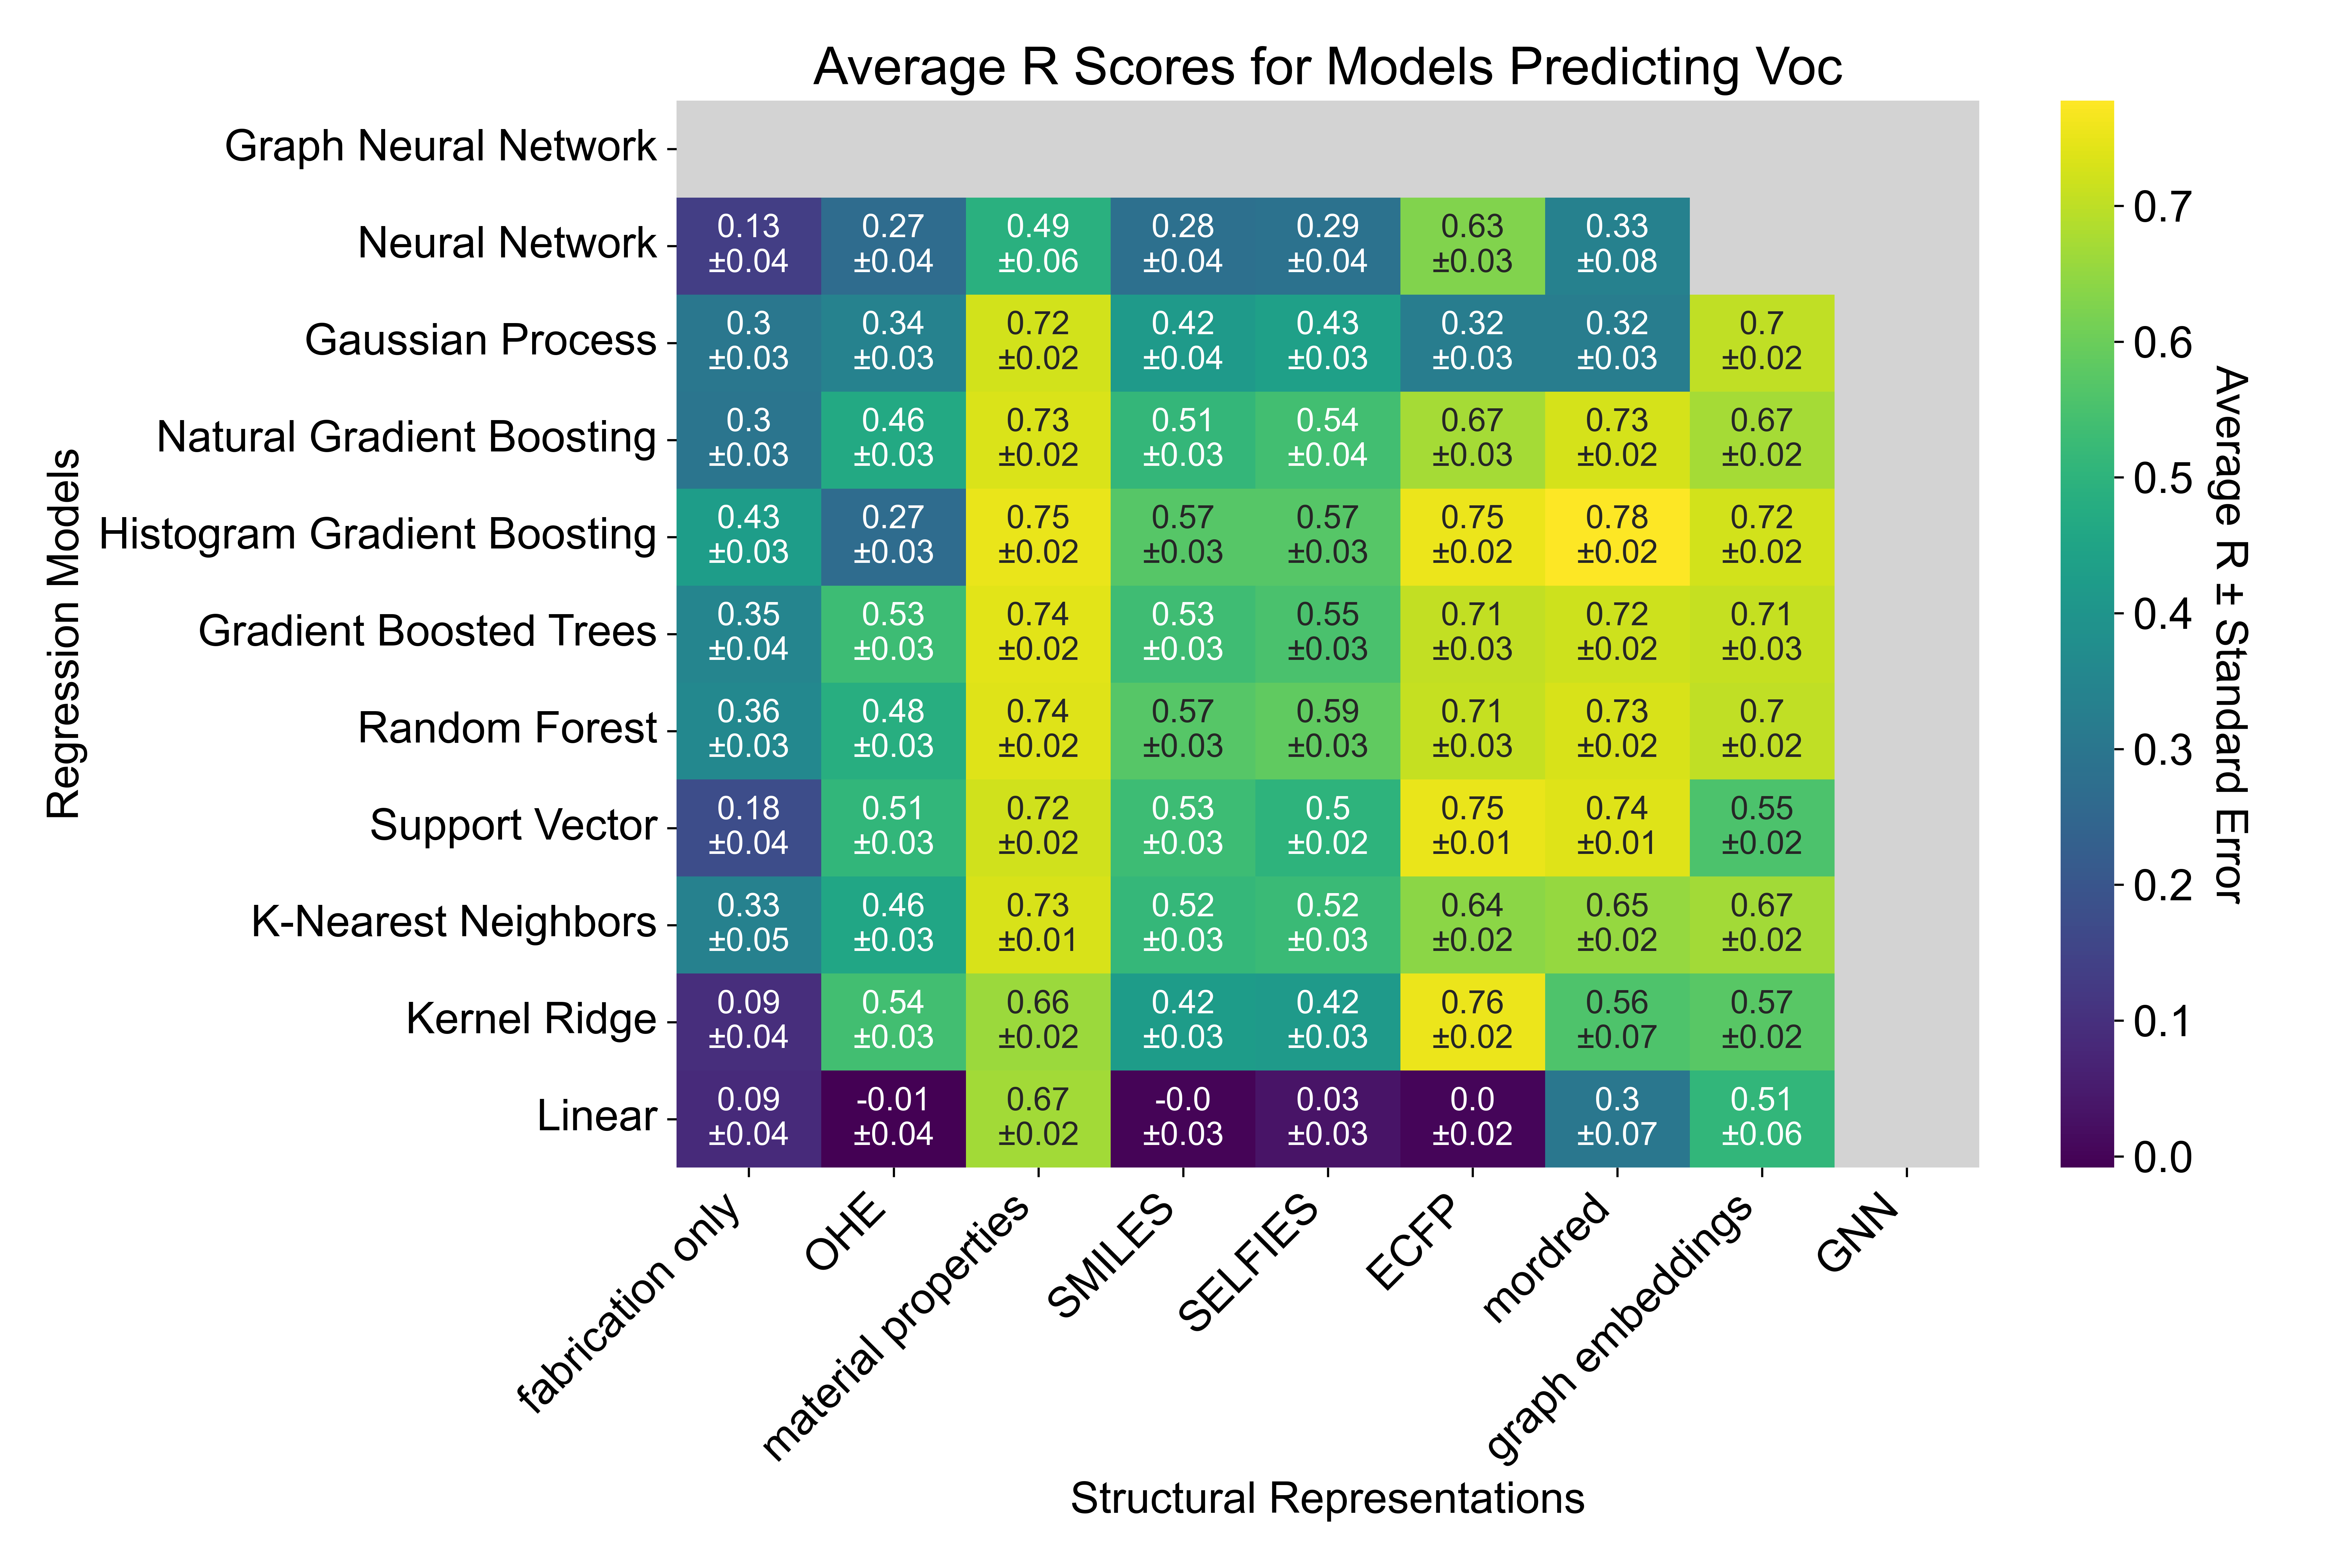 Average R Scores for Models Predicting Voc
Regression Models
Graph Neural Network
Neural Network
0.13 0.27 0.49 0.28 0.29 0.63 0.33
±0.04 ±0.04 ±0.06 ±0.04 ±0.04 ±0.03 ±0.08
Gaussian Process
0.3 0.34 0.72 0.42 0.43 0.32 0.32 0.7
±0.03 ±0.03 ±0.02 ±0.04 ±0.03 ±0.03 ±0.03 ±0.02
Natural Gradient Boosting
0.3 0.46 0.73 0.51 0.54 0.67 0.73 0.67
±0.03 ±0.03 ±0.02 ±0.03 ±0.04 ±0.03 ±0.02 ±0.02
Histogram Gradient Boosting
0.43 0.27 0.75 0.57 0.57 0.75 0.78 0.72
±0.03 ±0.03 ±0.02 ±0.03 ±0.03 ±0.02 ±0.02 ±0.02
Gradient Boosted Trees
0.35 0.53 0.74 0.53 0.55 0.71 0.72 0.71
±0.04 ±0.03 ±0.02 ±0.03 ±0.03 ±0.03 ±0.02 ±0.03
Random Forest
0.36 0.48 0.74 0.57 0.59 0.71 0.73 0.7
±0.03 ±0.03 ±0.02 ±0.03 ±0.03 ±0.03 ±0.02 ±0.02
Support Vector
0.18 0.51 0.72 0.53 0.5 0.75 0.74 0.55
±0.04 ±0.03 ±0.02 ±0.03 ±0.02 ±0.01 ±0.01 ±0.02
K-Nearest Neighbors
0.33 0.46 0.73 0.52 0.52 0.64 0.65 0.67
±0.05 ±0.03 ±0.01 ±0.03 ±0.03 ±0.02 ±0.02 ±0.02
Kernel Ridge
0.09 0.54 0.66 0.42 0.42 0.76 0.56 0.57
±0.04 ±0.03 ±0.02 ±0.03 ±0.03 ±0.02 ±0.07 ±0.02
Linear
0.09 -0.01 0.67 -0.0 0.03 0.0 0.3 0.51
±0.04 ±0.04 ±0.02 ±0.03 ±0.03 ±0.02 ±0.07 ±0.06
fabrication only
OHE
material properties
SMILES
SELFIES
ECFP
mordred
graph embeddings
GNN
Structural Representations
0.7
0.6
0.5
0.4
0.3
0.2
0.1
0.0
Average R ± Standard Error